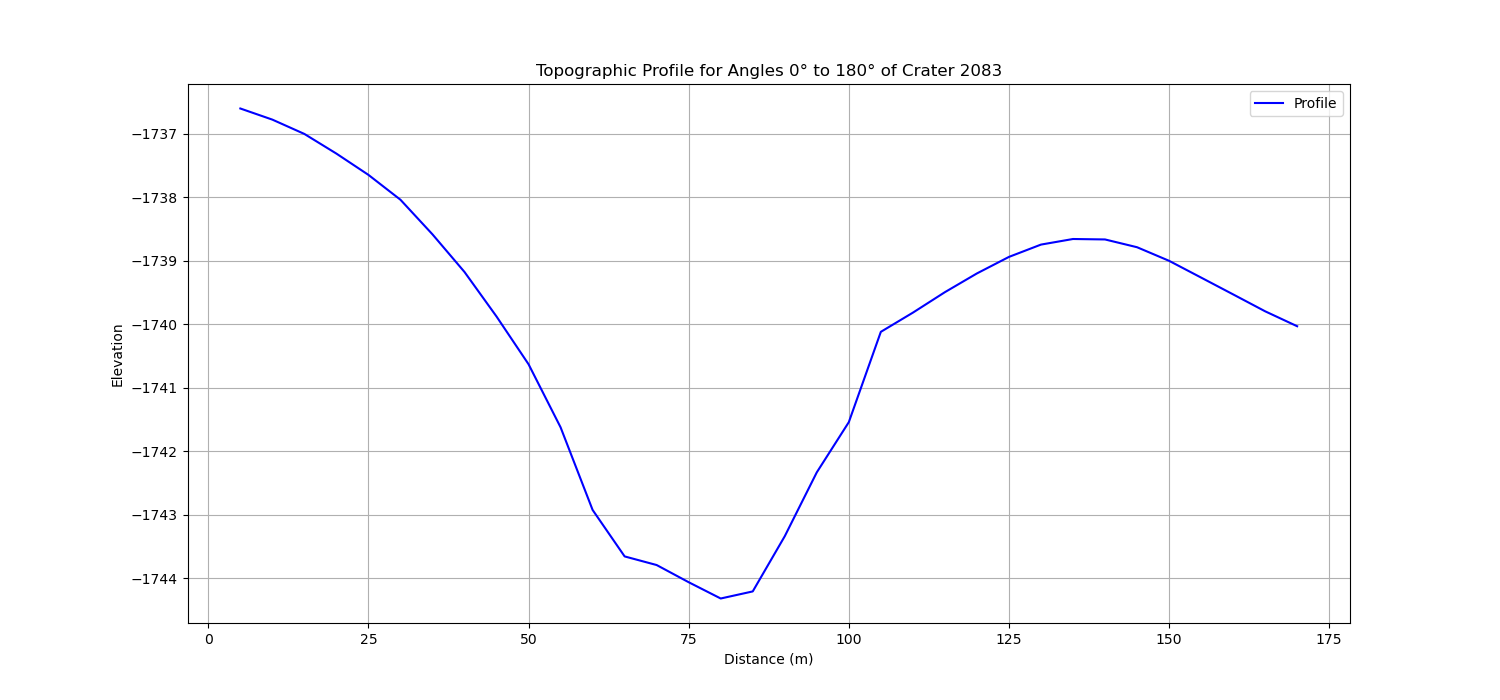 Topographic Profile for Angles 0° to 180° of Crater 2083
Profile
−1737
−1738
−1739
−1740
−1741
−1742
−1743
−1744
Elevation
0 25 50 75 100 125 150 175
Distance (m)